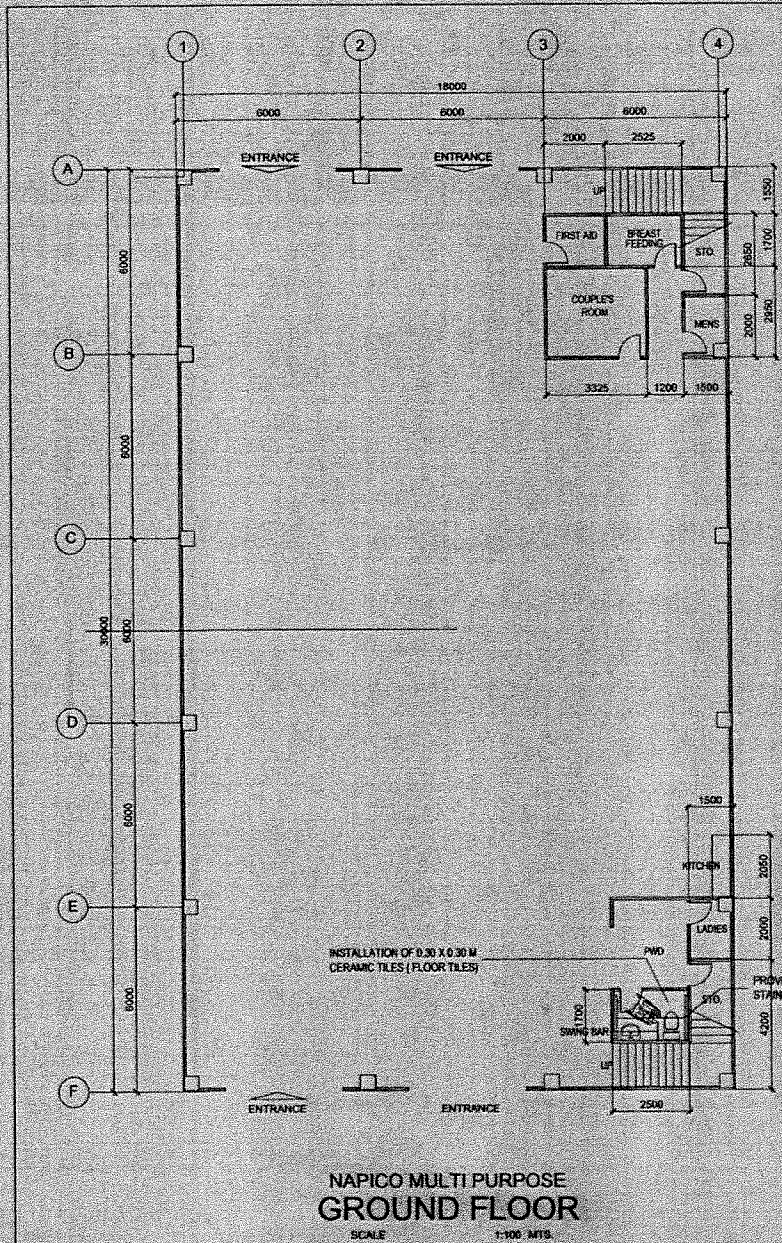 1 2 3 4
18000
6000 6000 6000
2000 2525
A
ENTRANCE ENTRANCE
UP
1550
FIRST AID
BREAST
FEEDING
STO.
2650
1700
COUPLE'S
ROOM
MENS
2000
2950
6000
B
3325 1200 1500
6000
C
30000
6000
D
1500
6000
KITCHEN
2050
E
LADIES
2000
INSTALLATION OF 0.30 X 0.30 M
CERAMIC TILES ( FLOOR TILES)
PWD
6000
1700
STO.
SWING BAR
4200
UP
F
ENTRANCE ENTRANCE
2500
NAPICO MULTI PURPOSE
GROUND FLOOR
SCALE 1:100 MTS.